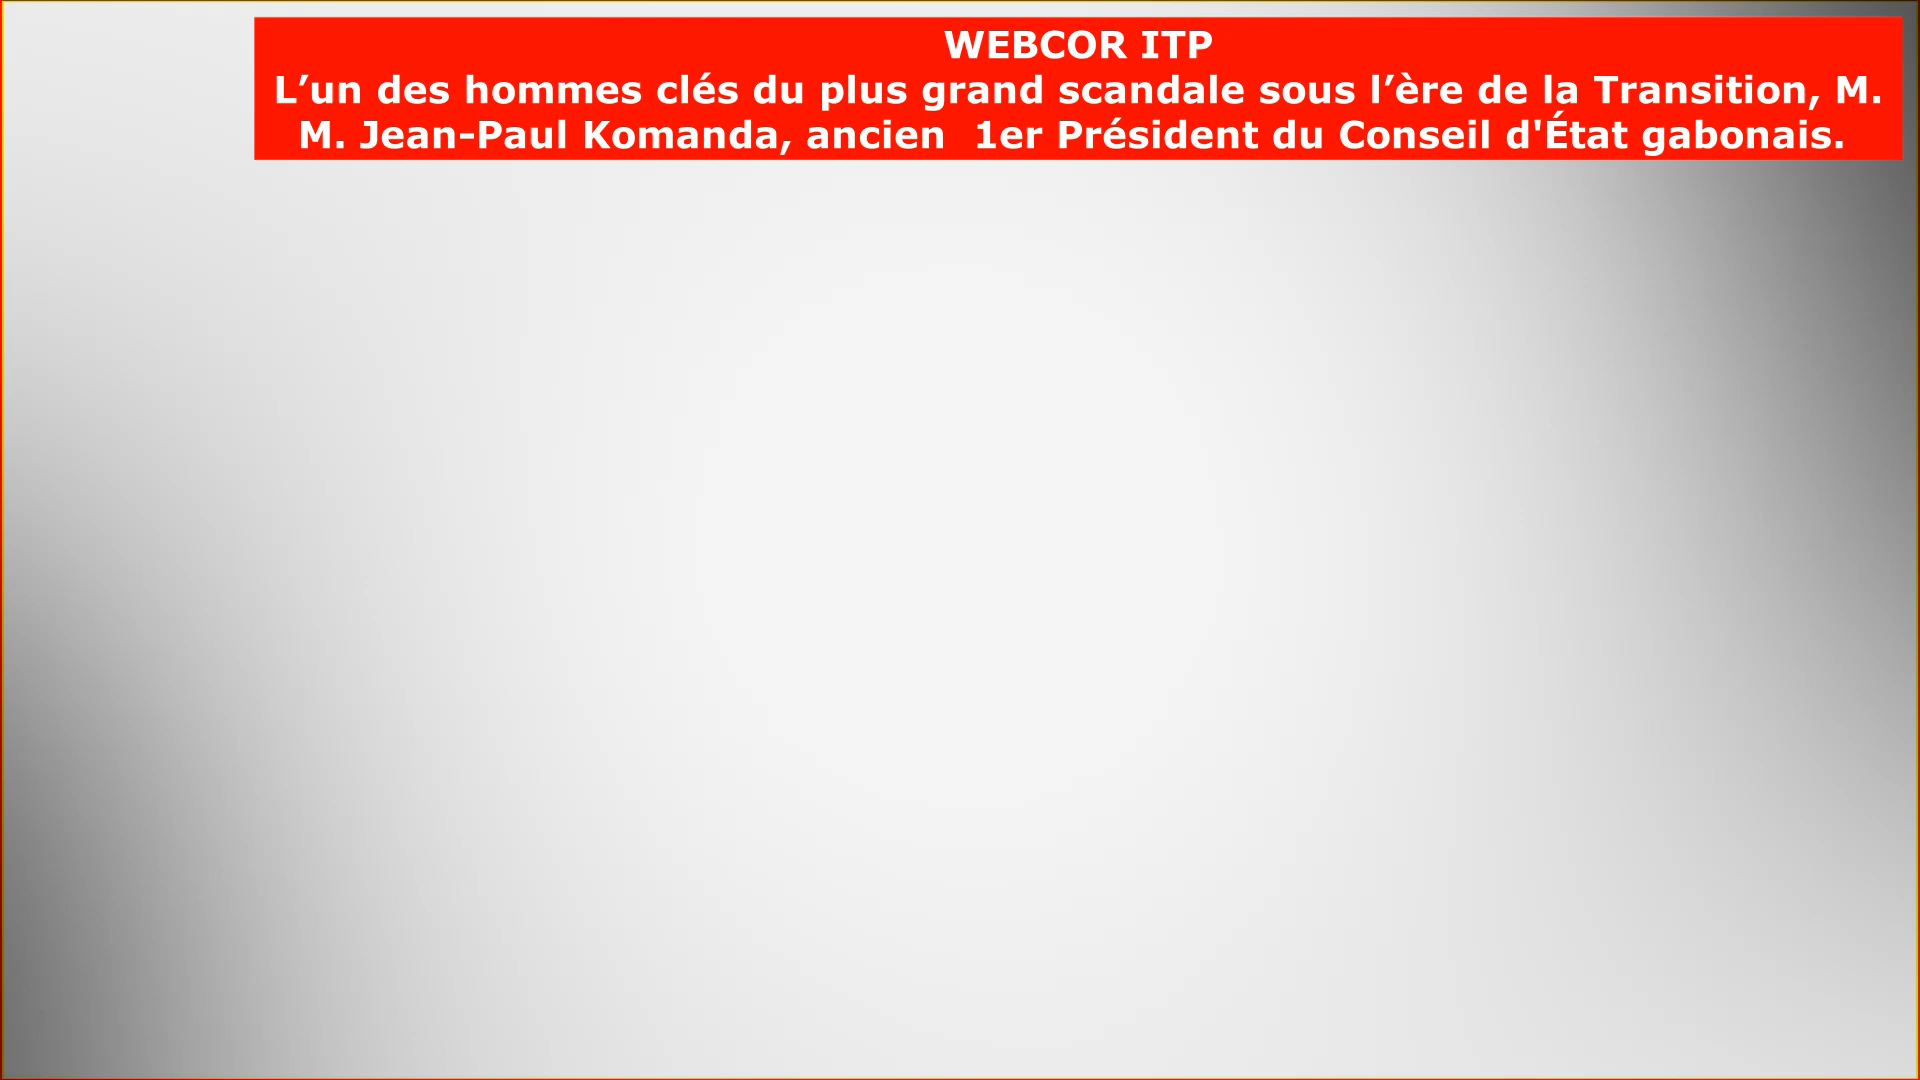 WEBCOR ITP
L’un des hommes clés du plus grand scandale sous l’ère de la Transition, M.
M. Jean-Paul Komanda, ancien  1er Président du Conseil d'État gabonais.